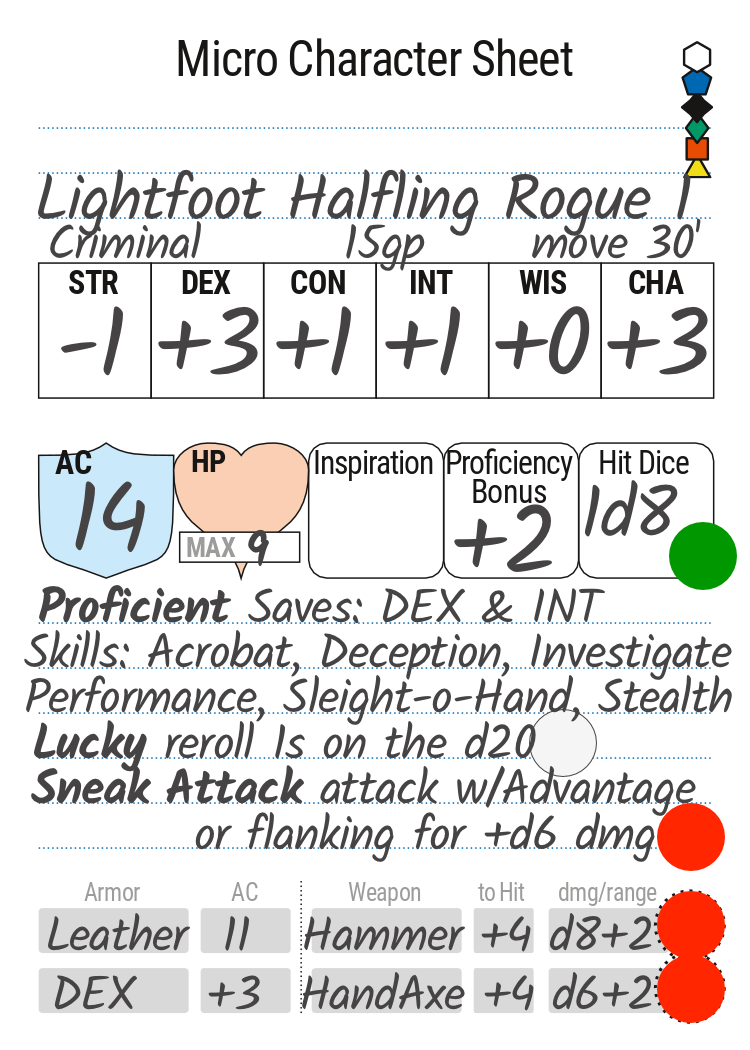 Micro Character Sheet
Lightfoot Halfling Rogue 1
Criminal 15gp move 30'
STR DEX CON INT WIS CHA
-1 +3 +1 +1 +0 +3
AC HP Inspiration Proficiency Bonus Hit Dice
14 MAX 9 +2 1d8
Proficient Saves: DEX & INT
Skills: Acrobat, Deception, Investigate
Performance, Sleight-o-Hand, Stealth
Lucky reroll 1s on the d20
Sneak Attack attack w/Advantage
or flanking for +d6 dmg
Armor AC Weapon to Hit dmg/range
Leather 11 Hammer +4 d8+2
DEX +3 HandAxe +4 d6+2